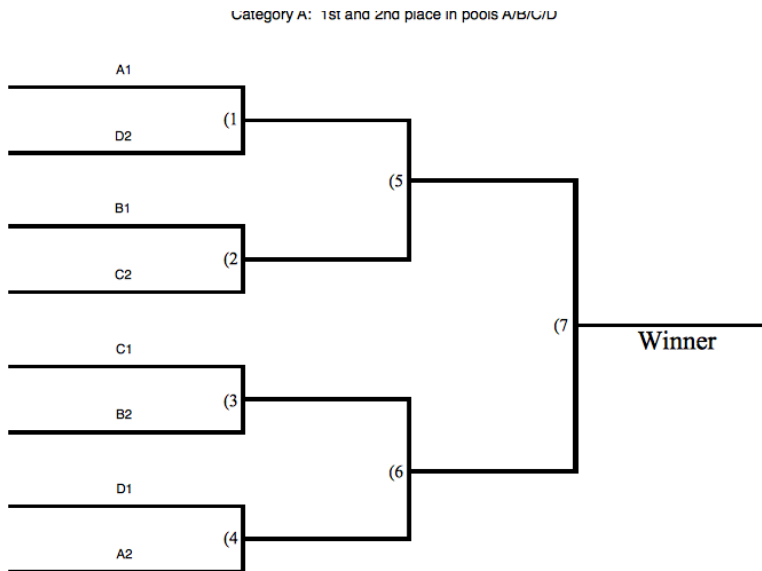 Category A: 1st and 2nd place in pools A/B/C/D
A1
(1
D2
(5
B1
(2
C2
(7
Winner
C1
(3
B2
(6
D1
(4
A2